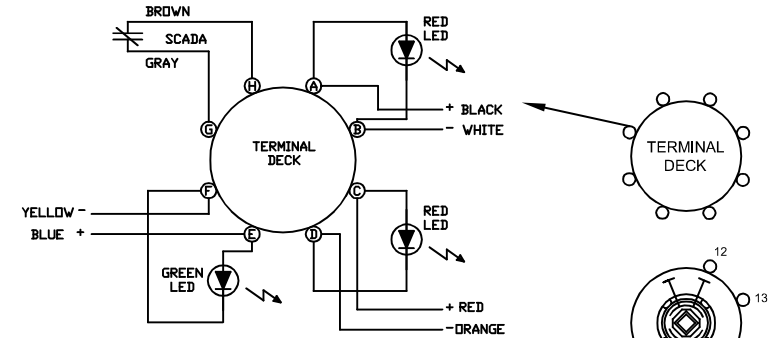 BROWN
SCADA
GRAY
RED
LED
H
A
+ BLACK
G
B
- WHITE
TERMINAL
DECK
TERMINAL
DECK
F
C
YELLOW -
BLUE +
E
D
RED
LED
GREEN
LED
+ RED
-ORANGE
12
13